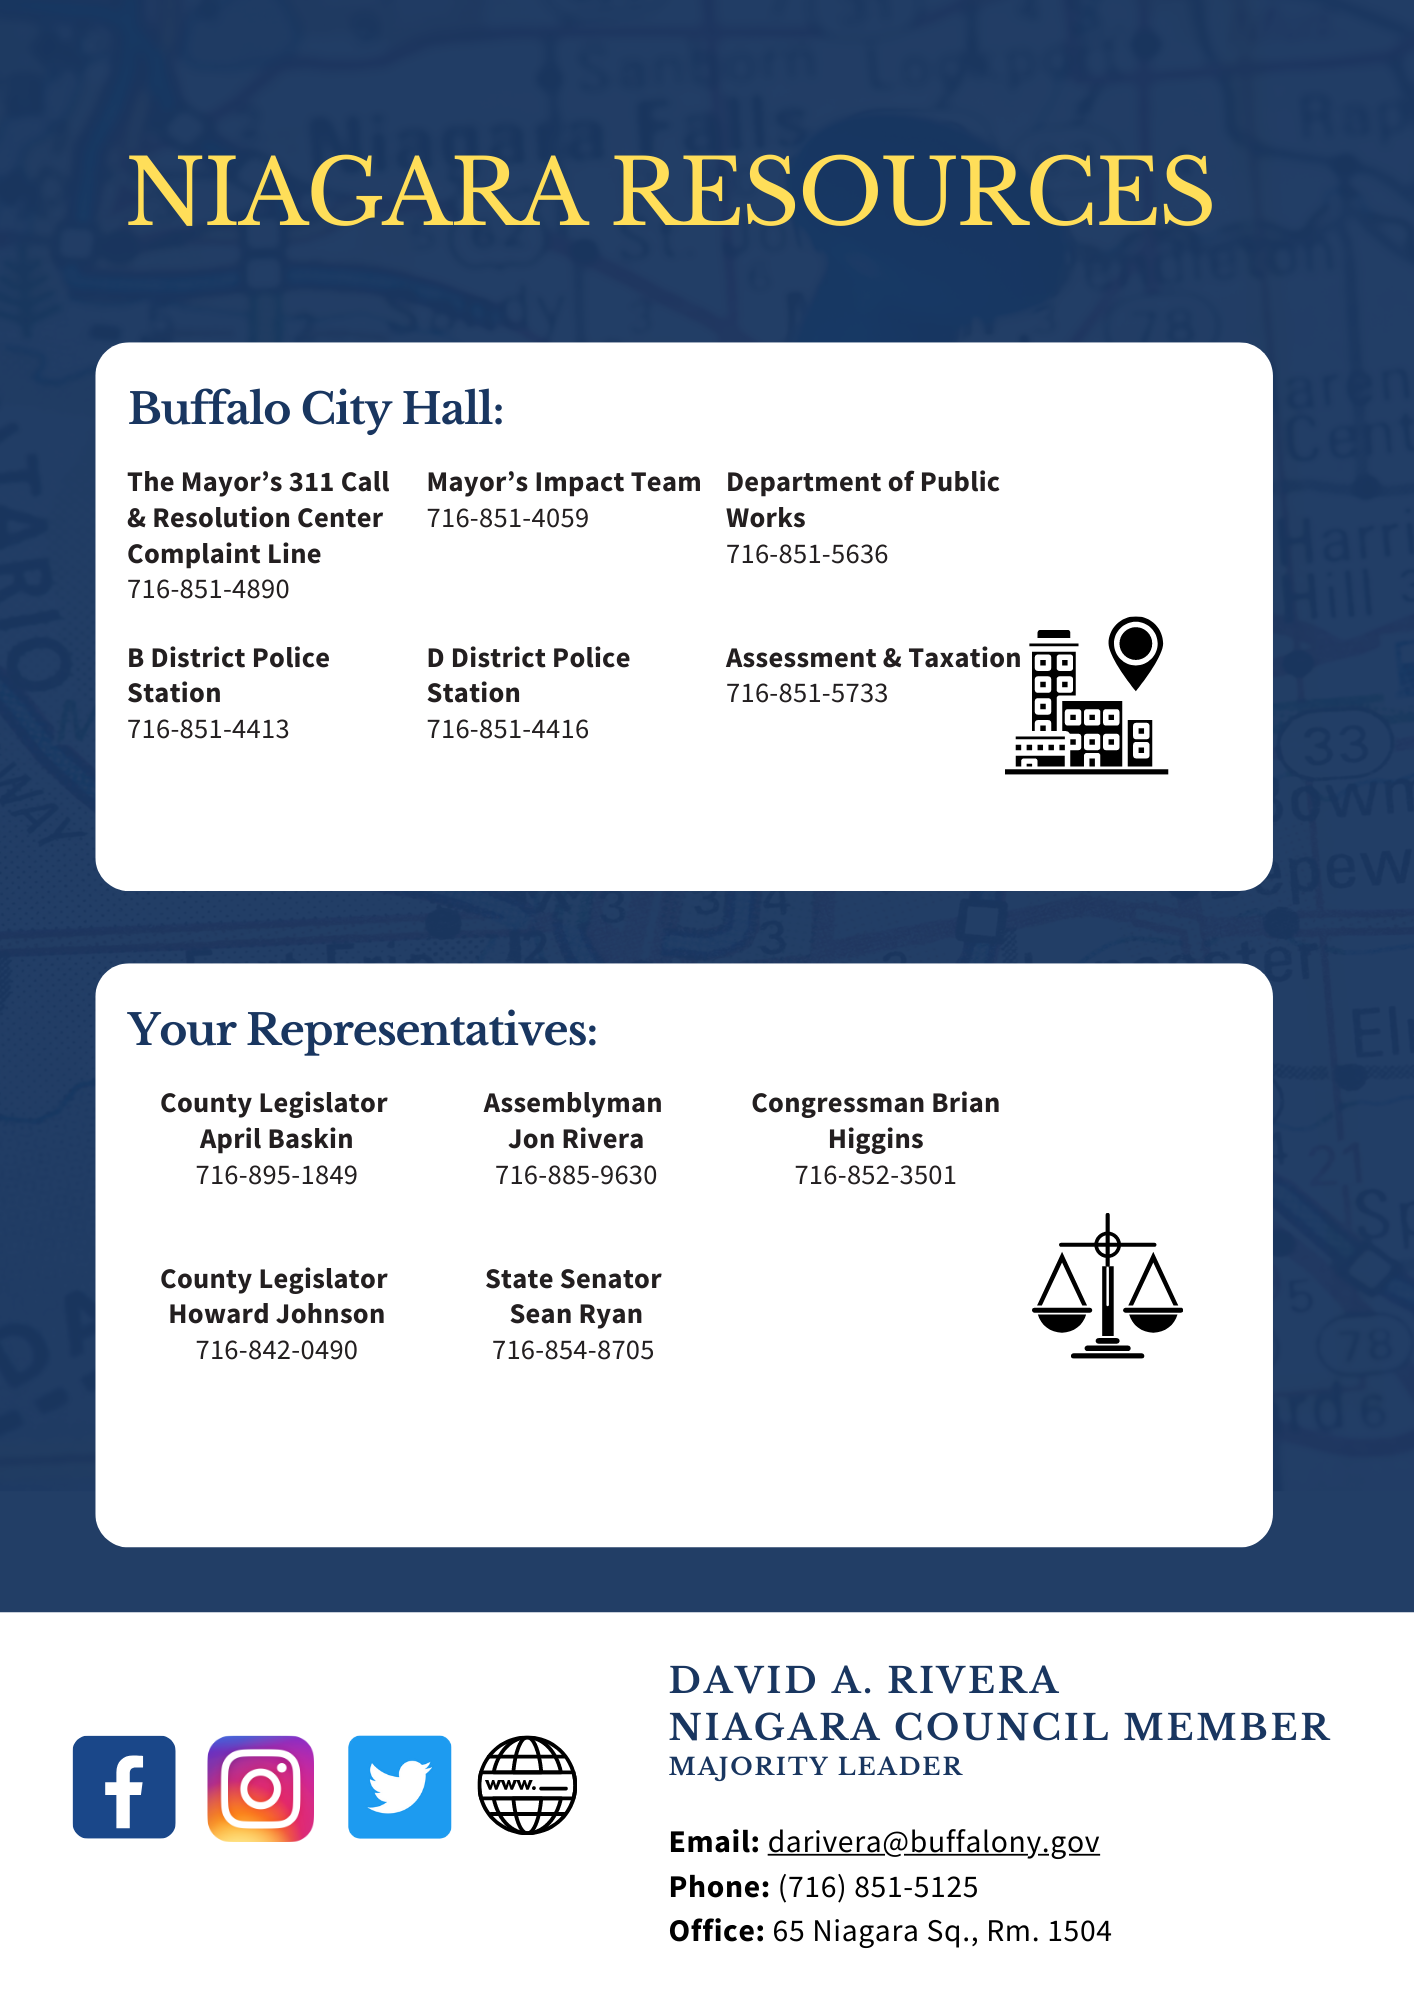 NIAGARA RESOURCES
Buffalo City Hall:
The Mayor’s 311 Call
& Resolution Center
Complaint Line
716-851-4890
Mayor’s Impact Team
716-851-4059
Department of Public
Works
716-851-5636
B District Police
Station
716-851-4413
D District Police
Station
716-851-4416
Assessment & Taxation
716-851-5733
Your Representatives:
County Legislator
April Baskin
716-895-1849
Assemblyman
Jon Rivera
716-885-9630
Congressman Brian
Higgins
716-852-3501
County Legislator
Howard Johnson
716-842-0490
State Senator
Sean Ryan
716-854-8705
www.
DAVID A. RIVERA
NIAGARA COUNCIL MEMBER
MAJORITY LEADER
Email: darivera@buffalony.gov
Phone: (716) 851-5125
Office: 65 Niagara Sq., Rm. 1504